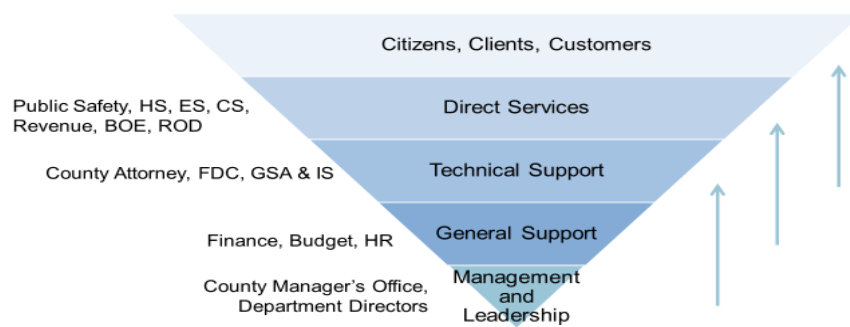 Citizens, Clients, Customers
Public Safety, HS, ES, CS,
Revenue, BOE, ROD
Direct Services
County Attorney, FDC, GSA & IS
Technical Support
Finance, Budget, HR
General Support
County Manager's Office,
Department Directors
Management
and
Leadership